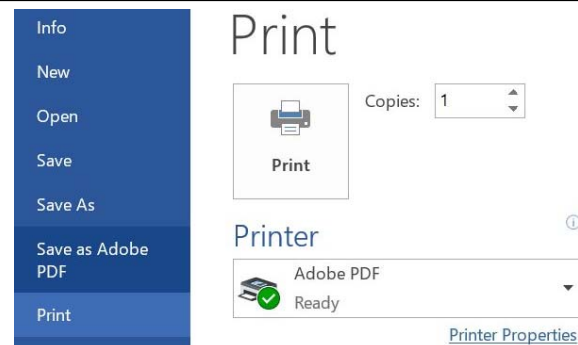 Info
New
Open
Save
Save As
Save as Adobe
PDF
Print
Print
Copies: 1
Print
Printer
Adobe PDF
Ready
Printer Properties